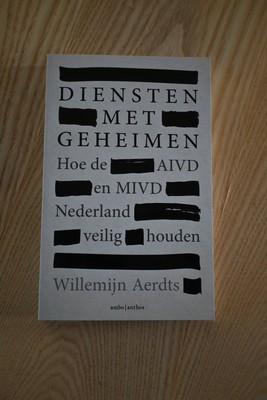 DIENSTEN
MET
GEHEIMEN
Hoe de AIVD
en MIVD
Nederland
veilig houden
Willemijn Aerdts
ambo|anthos